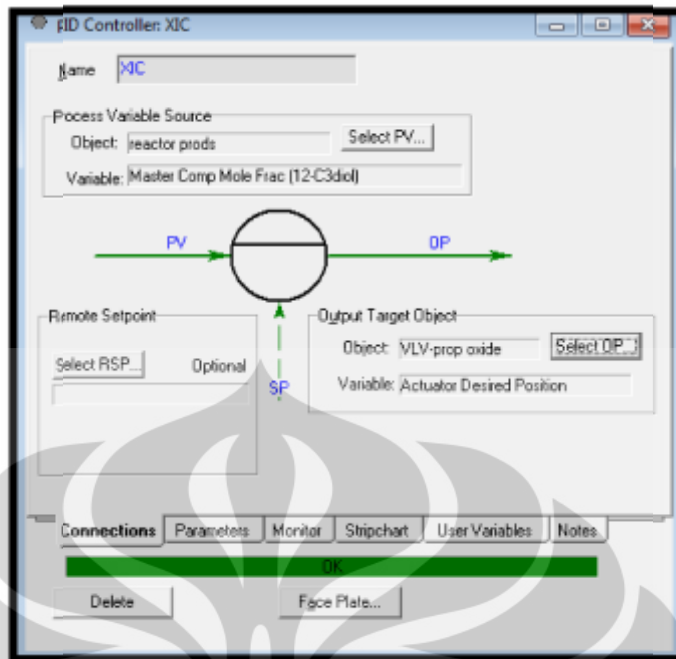 PID Controller: XIC
Name XIC
Pocess Variable Source
Object: reactor prods Select PV...
Variable: Master Comp Mole Frac (12-C3diol)
PV OP
Remote Setpoint
Select RSP... Optional
SP
Output Target Object
Object: VLV-prop oxide Select OP...
Variable: Actuator Desired Position
Connections Parameters Monitor Stripchart User Variables Notes
OK
Delete Face Plate...